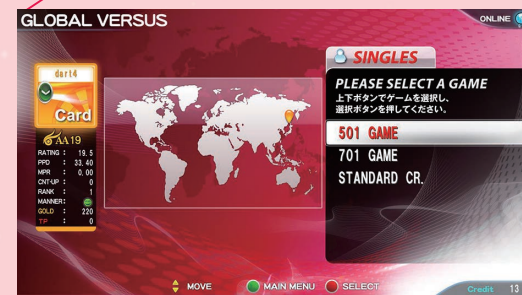 GLOBAL VERSUS
ONLINE
dart4
Card
AA19
RATING : 19.5
PPD : 33.40
MPR : 0.00
CNT-UP : 0
RANK : 1
MANNER:
GOLD : 220
TP : 0
SINGLES
PLEASE SELECT A GAME
上下ボタンでゲームを選択し、
選択ボタンを押してください。
501 GAME
701 GAME
STANDARD CR.
MOVE
MAIN MENU
SELECT
Credit 13